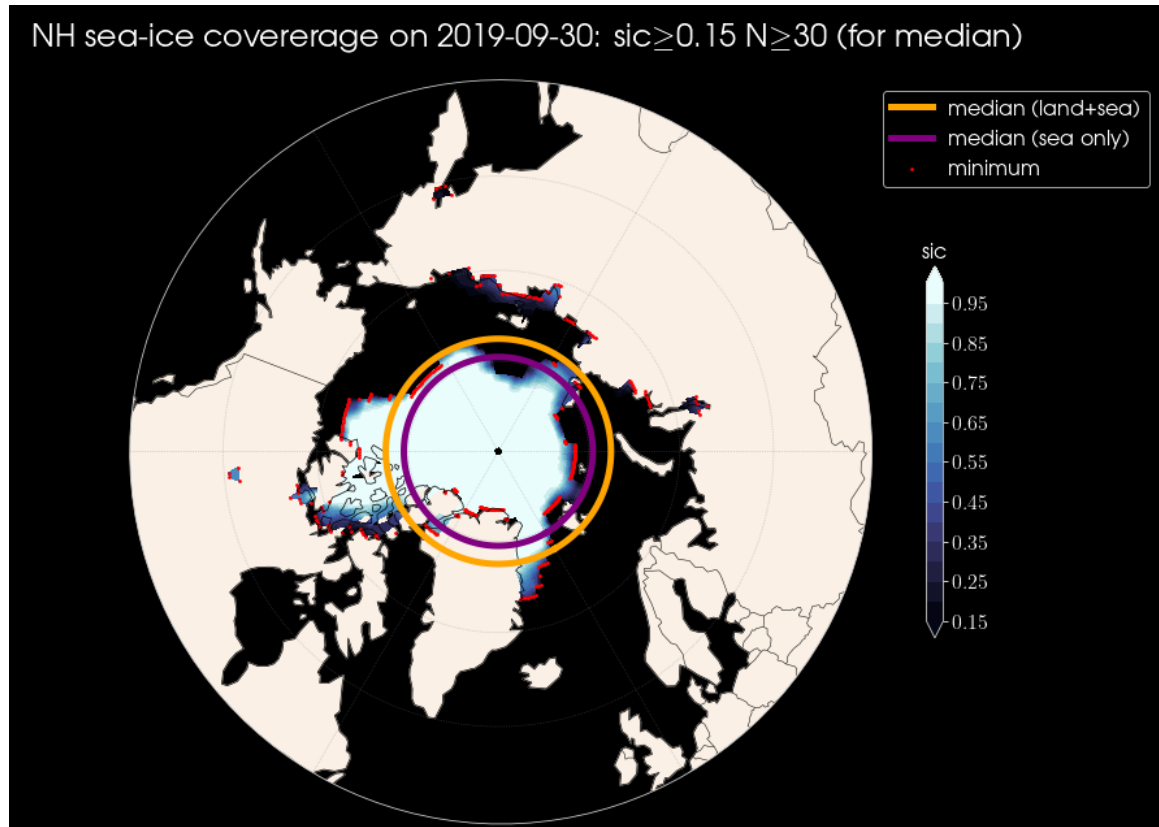 NH sea-ice covererage on 2019-09-30: sic≥0.15 N≥30 (for median)
median (land+sea)
median (sea only)
minimum
sic
0.95
0.85
0.75
0.65
0.55
0.45
0.35
0.25
0.15